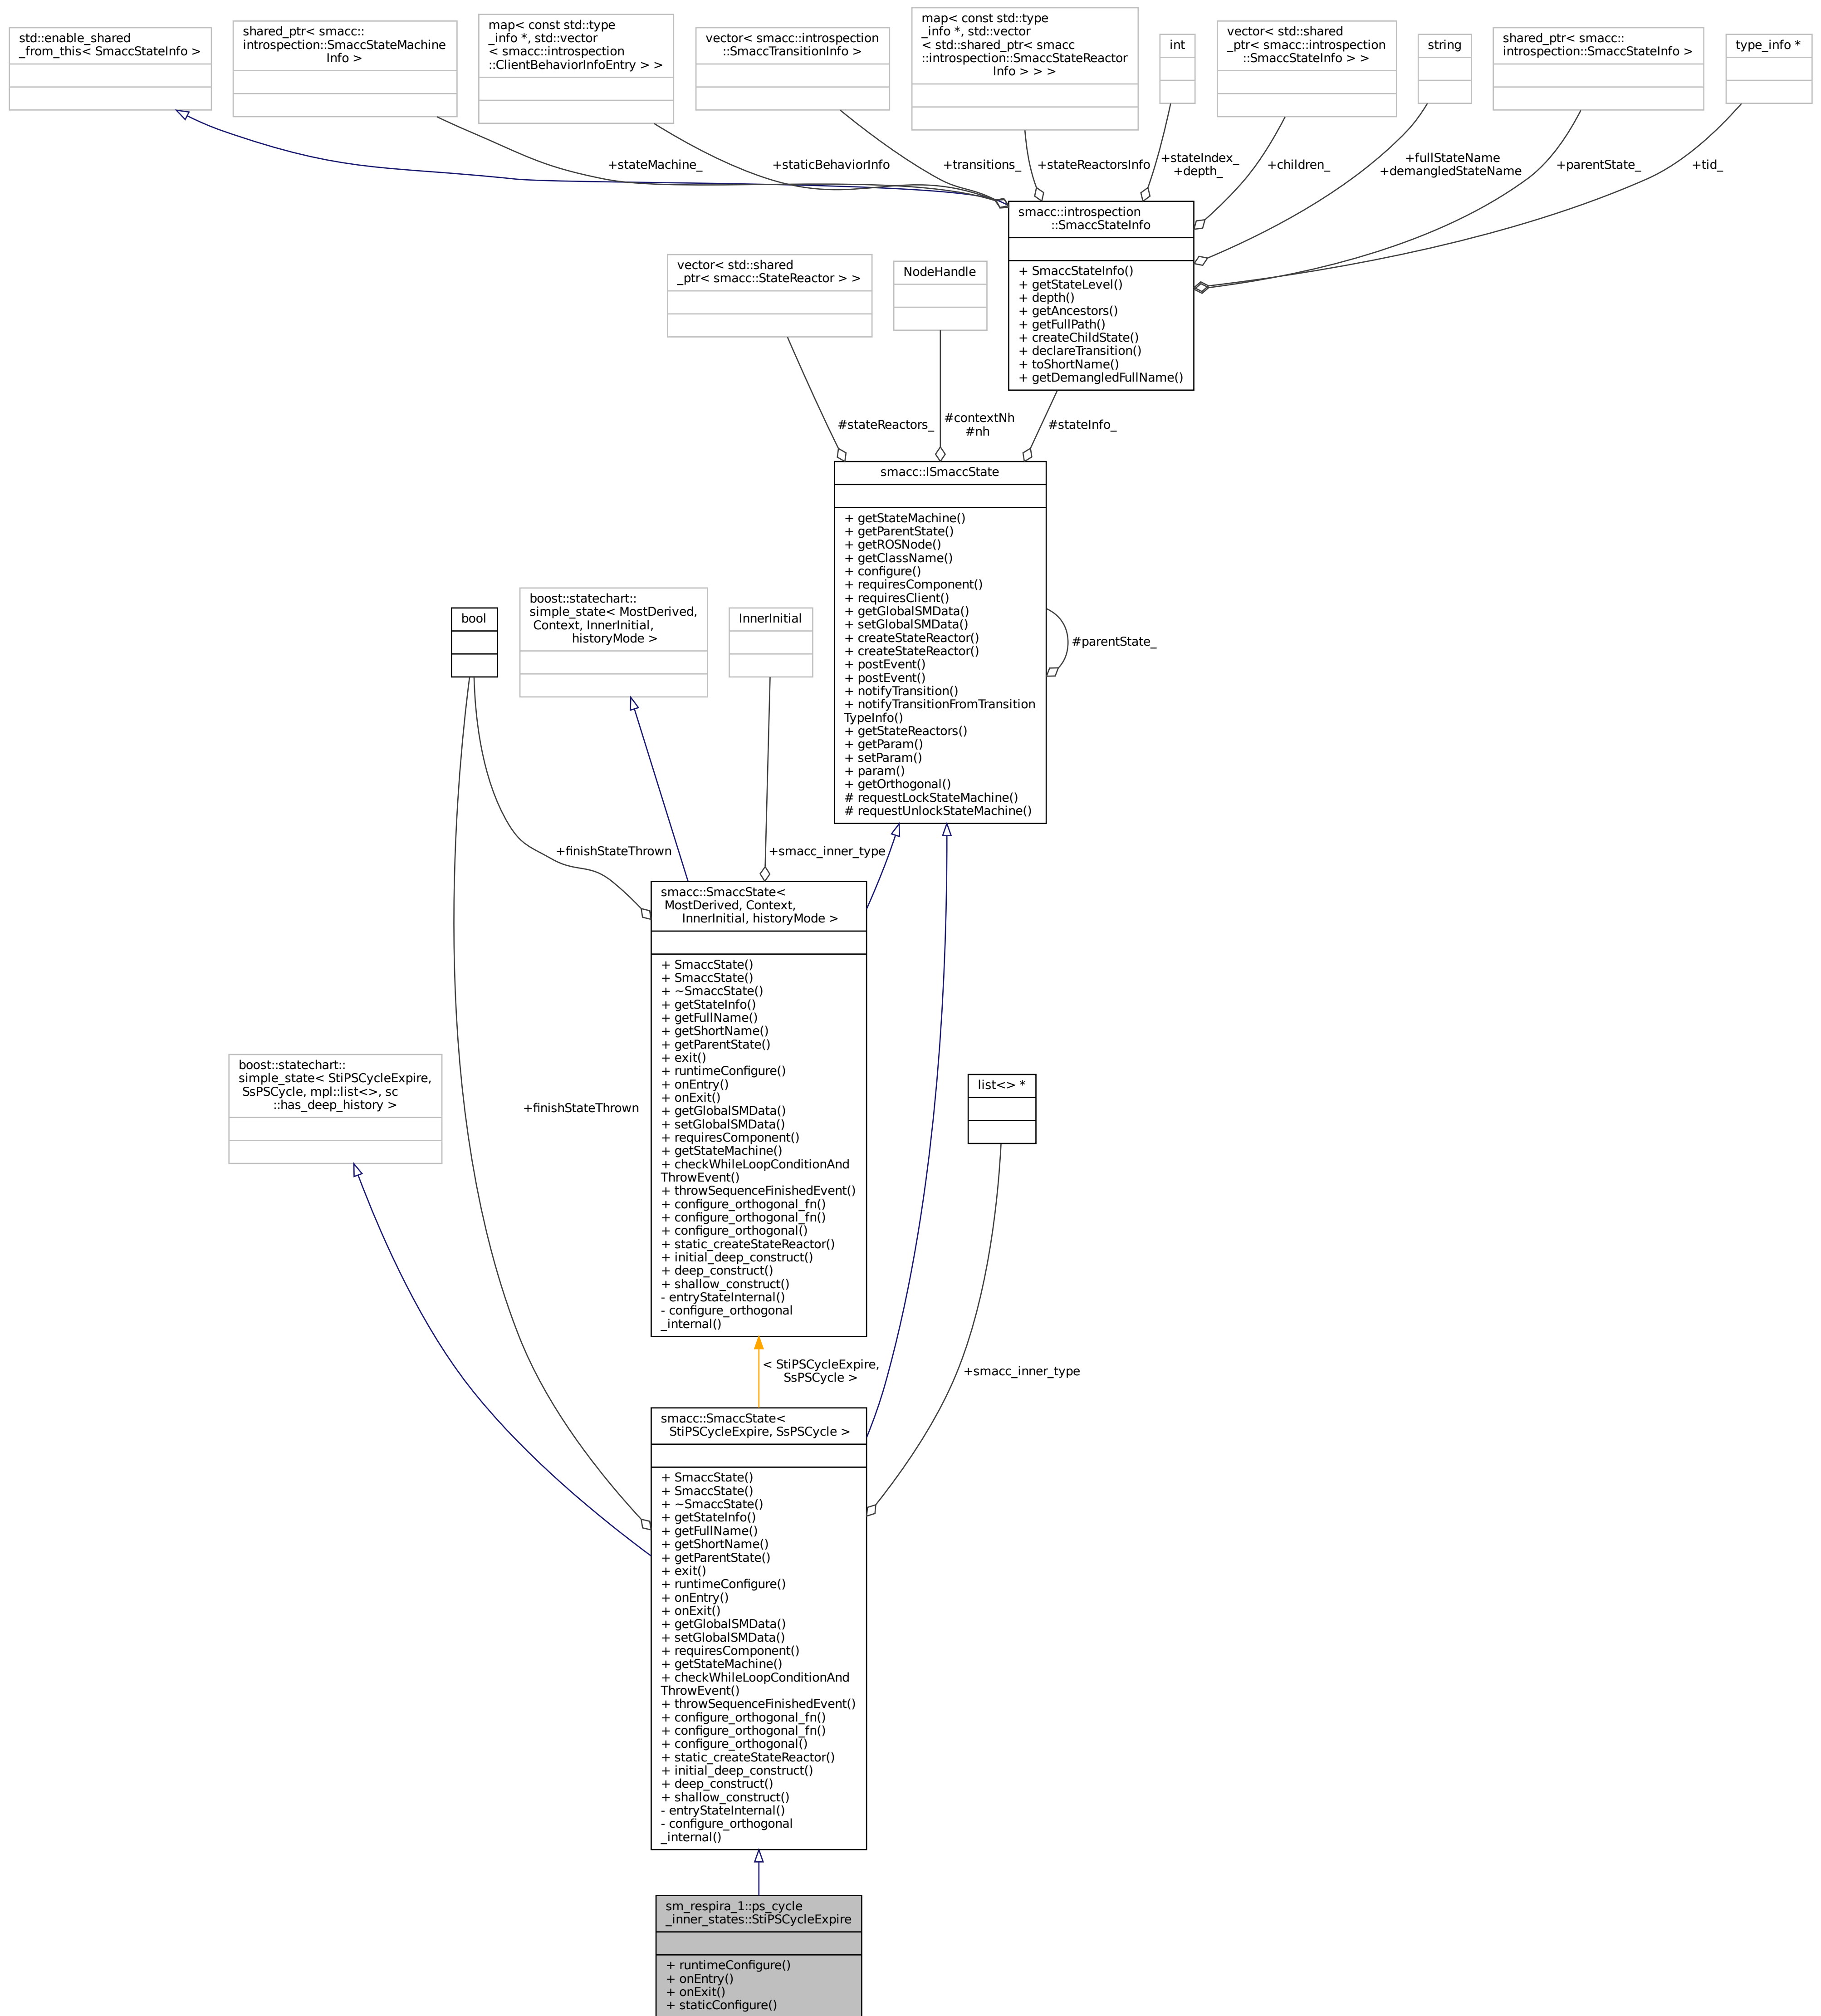 std::enable_shared
_from_this< SmaccStateInfo >
shared_ptr< smacc::
introspection::SmaccStateMachine
Info >
map< const std::type
_info *, std::vector
< smacc::introspection
::ClientBehaviorInfoEntry > >
vector< smacc::introspection
::SmaccTransitionInfo >
map< const std::type
_info *, std::vector
< std::shared_ptr< smacc
::introspection::SmaccStateReactor
Info > > >
int
vector< std::shared
_ptr< smacc::introspection
::SmaccStateInfo > >
string
shared_ptr< smacc::
introspection::SmaccStateInfo >
type_info *
+stateMachine_
+staticBehaviorInfo
+transitions_
+stateReactorsInfo
+stateIndex_
+depth_
+children_
+fullStateName
+demangledStateName
+parentState_
+tid_
smacc::introspection
::SmaccStateInfo
+ SmaccStateInfo()
+ getStateLevel()
+ depth()
+ getAncestors()
+ getFullPath()
+ createChildState()
+ declareTransition()
+ toShortName()
+ getDemangledFullName()
vector< std::shared
_ptr< smacc::StateReactor > >
NodeHandle
#stateReactors_
#contextNh
#nh
#stateInfo_
smacc::ISmaccState
+ getStateMachine()
+ getParentState()
+ getROSNode()
+ getClassName()
+ configure()
+ requiresComponent()
+ requiresClient()
+ getGlobalSMData()
+ setGlobalSMData()
+ createStateReactor()
+ createStateReactor()
+ postEvent()
+ postEvent()
+ notifyTransition()
+ notifyTransitionFromTransition
TypeInfo()
+ getStateReactors()
+ getParam()
+ setParam()
+ param()
+ getOrthogonal()
# requestLockStateMachine()
# requestUnlockStateMachine()
#parentState_
bool
boost::statechart::
simple_state< MostDerived,
Context, InnerInitial,
historyMode >
InnerInitial
+finishStateThrown
+smacc_inner_type
smacc::SmaccState<
MostDerived, Context,
InnerInitial, historyMode >
+ SmaccState()
+ SmaccState()
+ ~SmaccState()
+ getStateInfo()
+ getFullName()
+ getShortName()
+ getParentState()
+ exit()
+ runtimeConfigure()
+ onEntry()
+ onExit()
+ getGlobalSMData()
+ setGlobalSMData()
+ requiresComponent()
+ getStateMachine()
+ checkWhileLoopConditionAnd
ThrowEvent()
+ throwSequenceFinishedEvent()
+ configure_orthogonal_fn()
+ configure_orthogonal_fn()
+ configure_orthogonal()
+ static_createStateReactor()
+ initial_deep_construct()
+ deep_construct()
+ shallow_construct()
- entryStateInternal()
- configure_orthogonal
_internal()
boost::statechart::
simple_state< StiPSCycleExpire,
SsPSCycle, mpl::list<>, sc
::has_deep_history >
+finishStateThrown
list<> *
< StiPSCycleExpire,
SsPSCycle >
+smacc_inner_type
smacc::SmaccState<
StiPSCycleExpire, SsPSCycle >
+ SmaccState()
+ SmaccState()
+ ~SmaccState()
+ getStateInfo()
+ getFullName()
+ getShortName()
+ getParentState()
+ exit()
+ runtimeConfigure()
+ onEntry()
+ onExit()
+ getGlobalSMData()
+ setGlobalSMData()
+ requiresComponent()
+ getStateMachine()
+ checkWhileLoopConditionAnd
ThrowEvent()
+ throwSequenceFinishedEvent()
+ configure_orthogonal_fn()
+ configure_orthogonal_fn()
+ configure_orthogonal()
+ static_createStateReactor()
+ initial_deep_construct()
+ deep_construct()
+ shallow_construct()
- entryStateInternal()
- configure_orthogonal
_internal()
sm_respira_1::ps_cycle
_inner_states::StiPSCycleExpire
+ runtimeConfigure()
+ onEntry()
+ onExit()
+ staticConfigure()